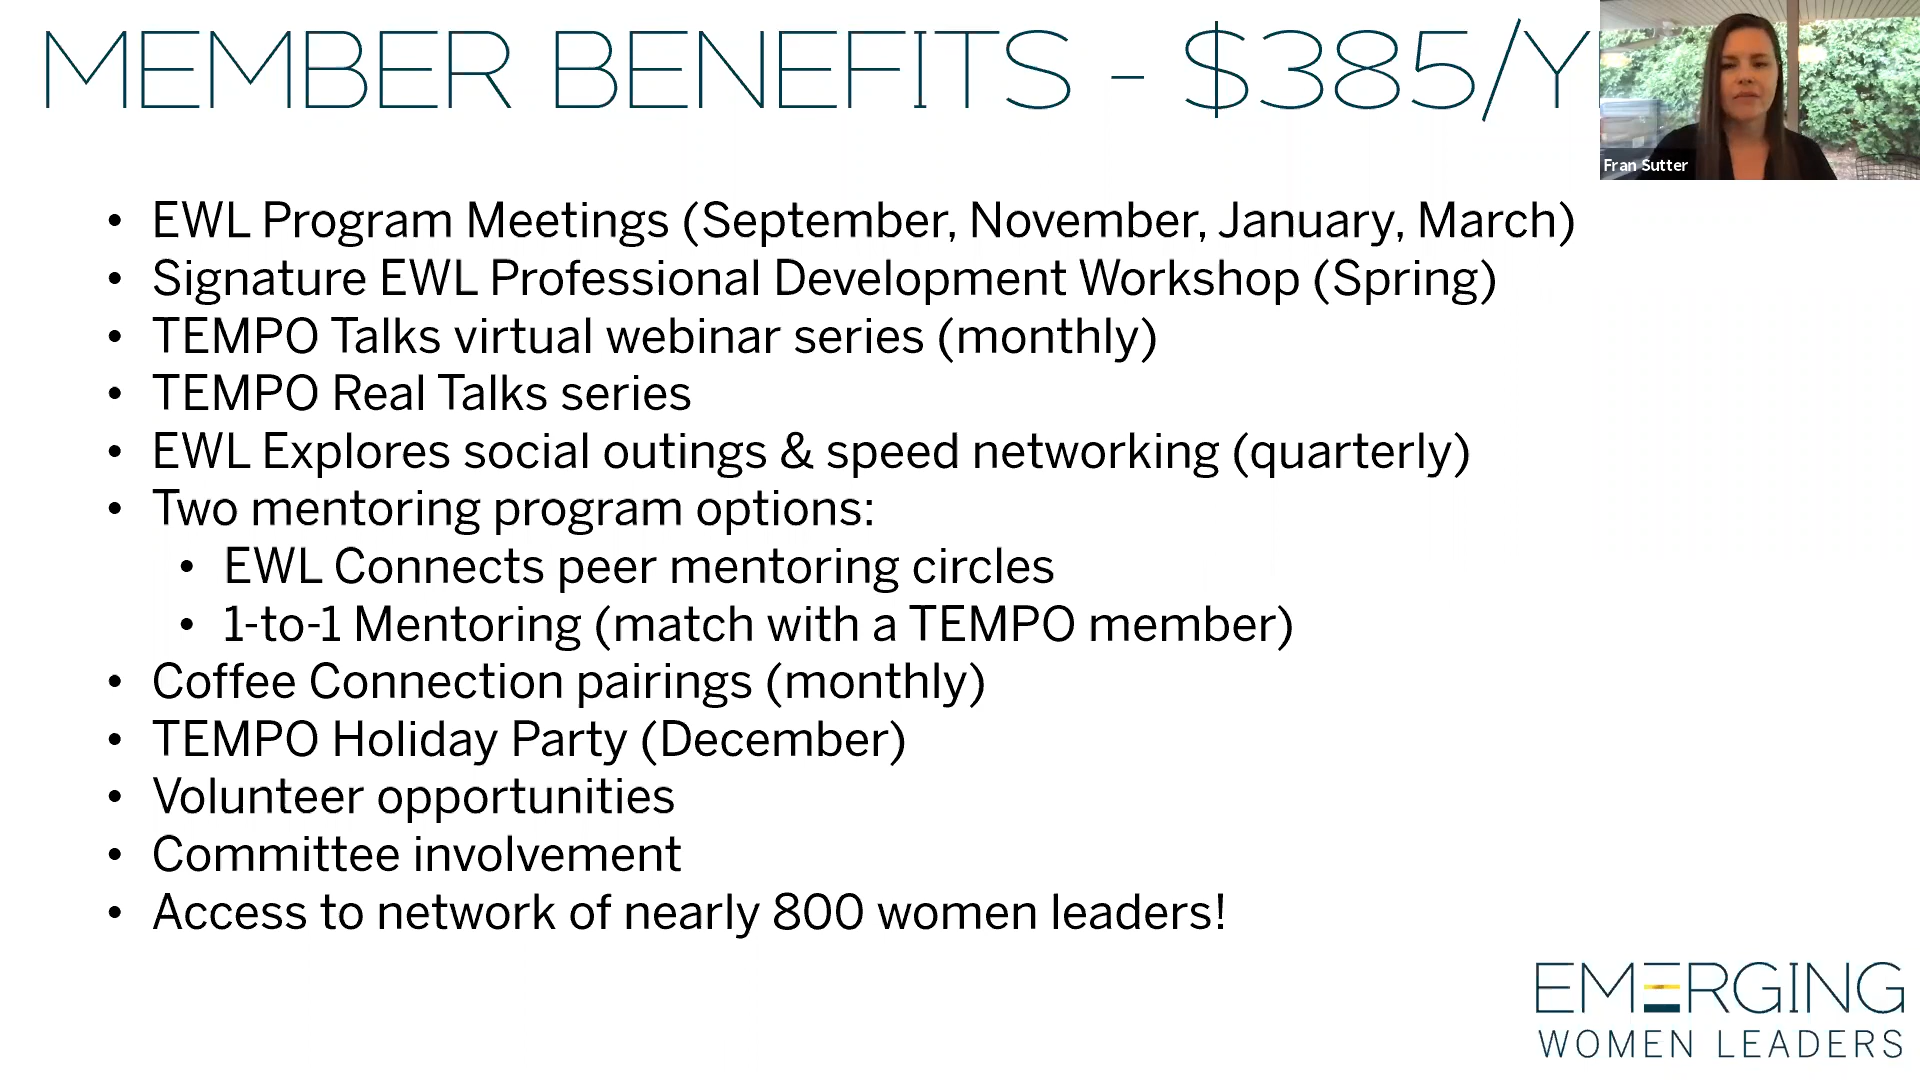 MEMBER BENEFITS - $385/Y
Fran Sutter
• EWL Program Meetings (September, November, January, March)
• Signature EWL Professional Development Workshop (Spring)
• TEMPO Talks virtual webinar series (monthly)
• TEMPO Real Talks series
• EWL Explores social outings & speed networking (quarterly)
• Two mentoring program options:
• EWL Connects peer mentoring circles
• 1-to-1 Mentoring (match with a TEMPO member)
• Coffee Connection pairings (monthly)
• TEMPO Holiday Party (December)
• Volunteer opportunities
• Committee involvement
• Access to network of nearly 800 women leaders!
EMERGING
WOMEN LEADERS